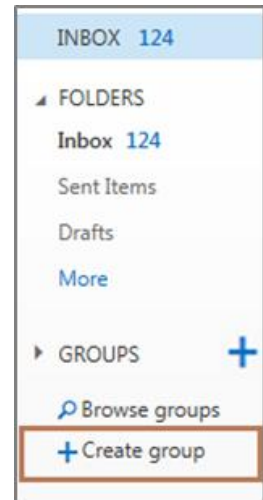 INBOX 124
FOLDERS
Inbox 124
Sent Items
Drafts
More
GROUPS
Browse groups
Create group